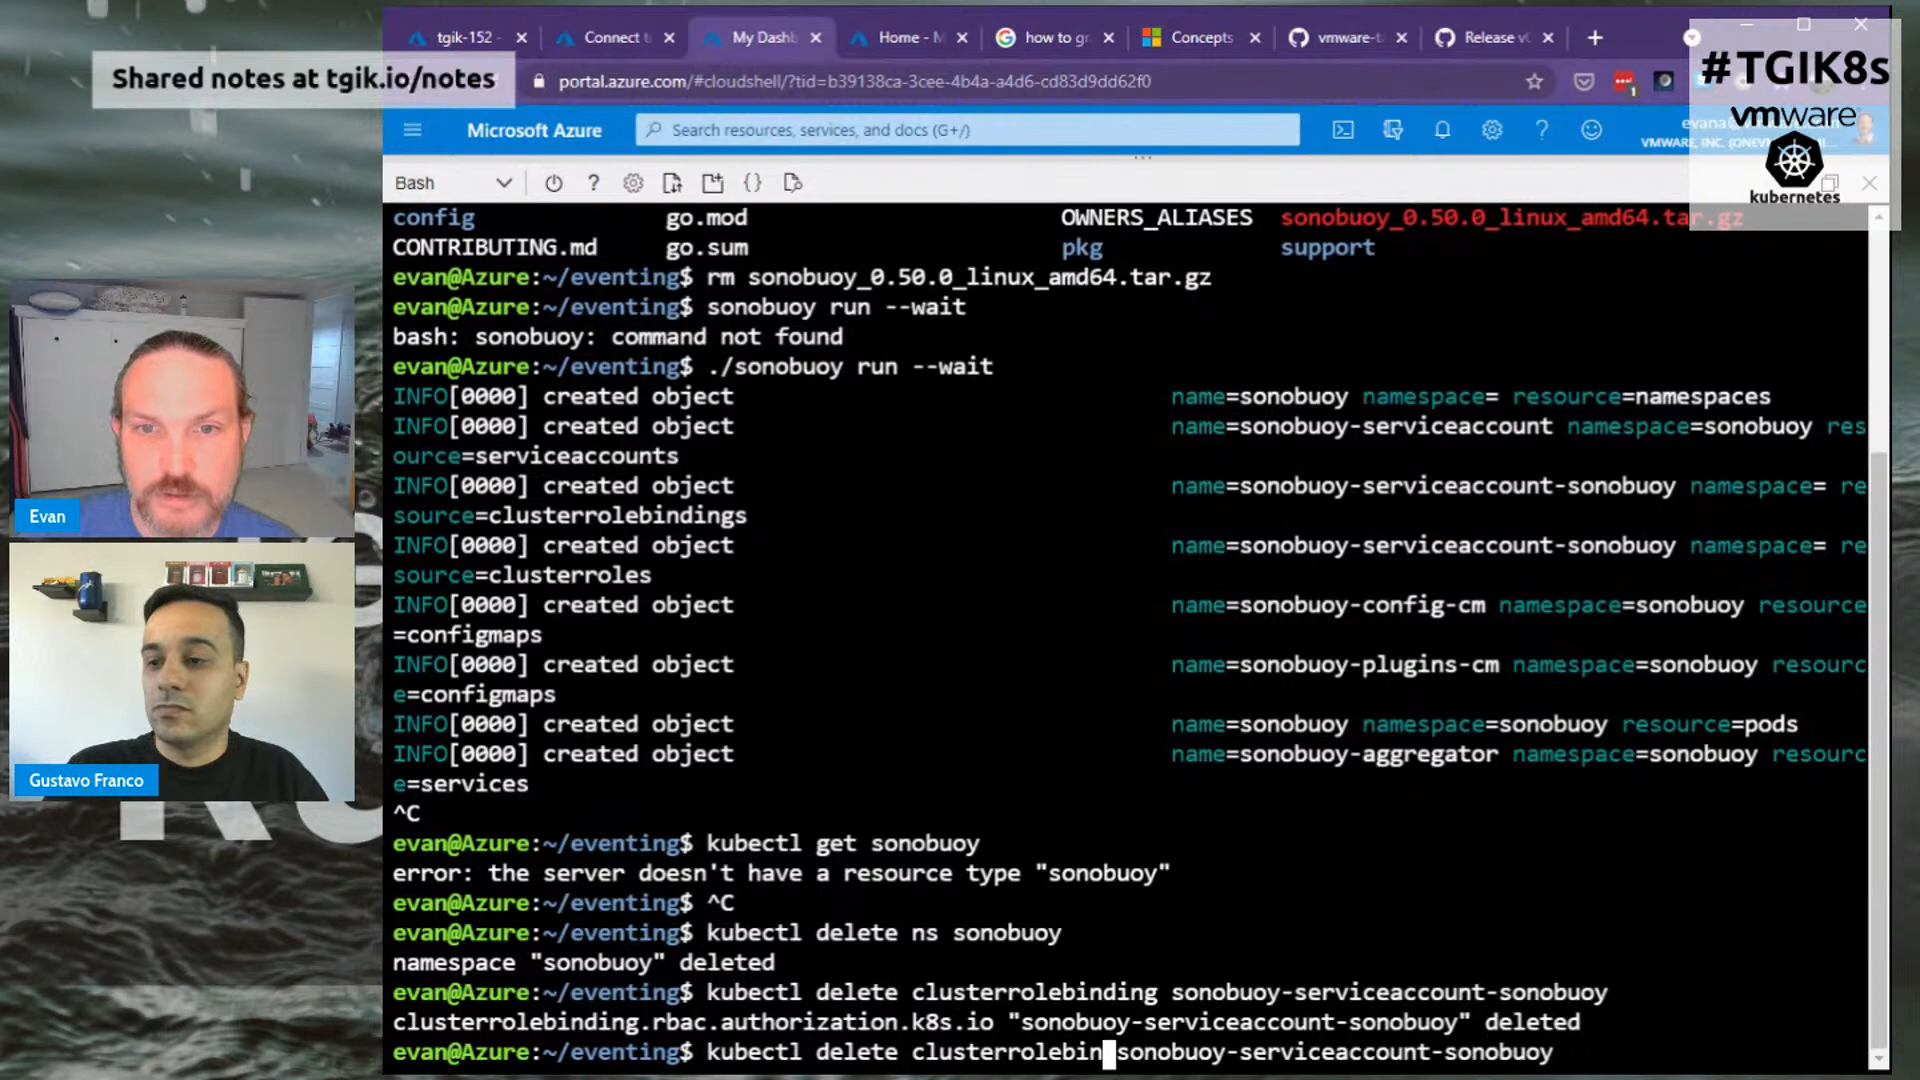 tgik-152 -
Connect t
My Dashb
Home - M
how to gr
Concepts
vmware-t
Release v
Shared notes at tgik.io/notes
portal.azure.com/#cloudshell/?tid=b39138ca-3cee-4b4a-a4d6-cd83d9dd62f0
#TGIK8s
vmware
kubernetes
Microsoft Azure
Search resources, services, and docs (G+/)
Bash
config go.mod OWNERS_ALIASES sonobuoy_0.50.0_linux_amd64.tar.gz
CONTRIBUTING.md go.sum pkg support
evan@Azure:~/eventing$ rm sonobuoy_0.50.0_linux_amd64.tar.gz
evan@Azure:~/eventing$ sonobuoy run --wait
bash: sonobuoy: command not found
evan@Azure:~/eventing$ ./sonobuoy run --wait
INFO[0000] created object name=sonobuoy namespace= resource=namespaces
INFO[0000] created object name=sonobuoy-serviceaccount namespace=sonobuoy res
ource=serviceaccounts
INFO[0000] created object name=sonobuoy-serviceaccount-sonobuoy namespace= re
source=clusterrolebindings
INFO[0000] created object name=sonobuoy-serviceaccount-sonobuoy namespace= re
source=clusterroles
INFO[0000] created object name=sonobuoy-config-cm namespace=sonobuoy resource
=configmaps
INFO[0000] created object name=sonobuoy-plugins-cm namespace=sonobuoy resourc
e=configmaps
INFO[0000] created object name=sonobuoy namespace=sonobuoy resource=pods
INFO[0000] created object name=sonobuoy-aggregator namespace=sonobuoy resourc
e=services
^C
evan@Azure:~/eventing$ kubectl get sonobuoy
error: the server doesn't have a resource type "sonobuoy"
evan@Azure:~/eventing$ ^C
evan@Azure:~/eventing$ kubectl delete ns sonobuoy
namespace "sonobuoy" deleted
evan@Azure:~/eventing$ kubectl delete clusterrolebinding sonobuoy-serviceaccount-sonobuoy
clusterrolebinding.rbac.authorization.k8s.io "sonobuoy-serviceaccount-sonobuoy" deleted
evan@Azure:~/eventing$ kubectl delete clusterrolebin sonobuoy-serviceaccount-sonobuoy
Evan
Gustavo Franco